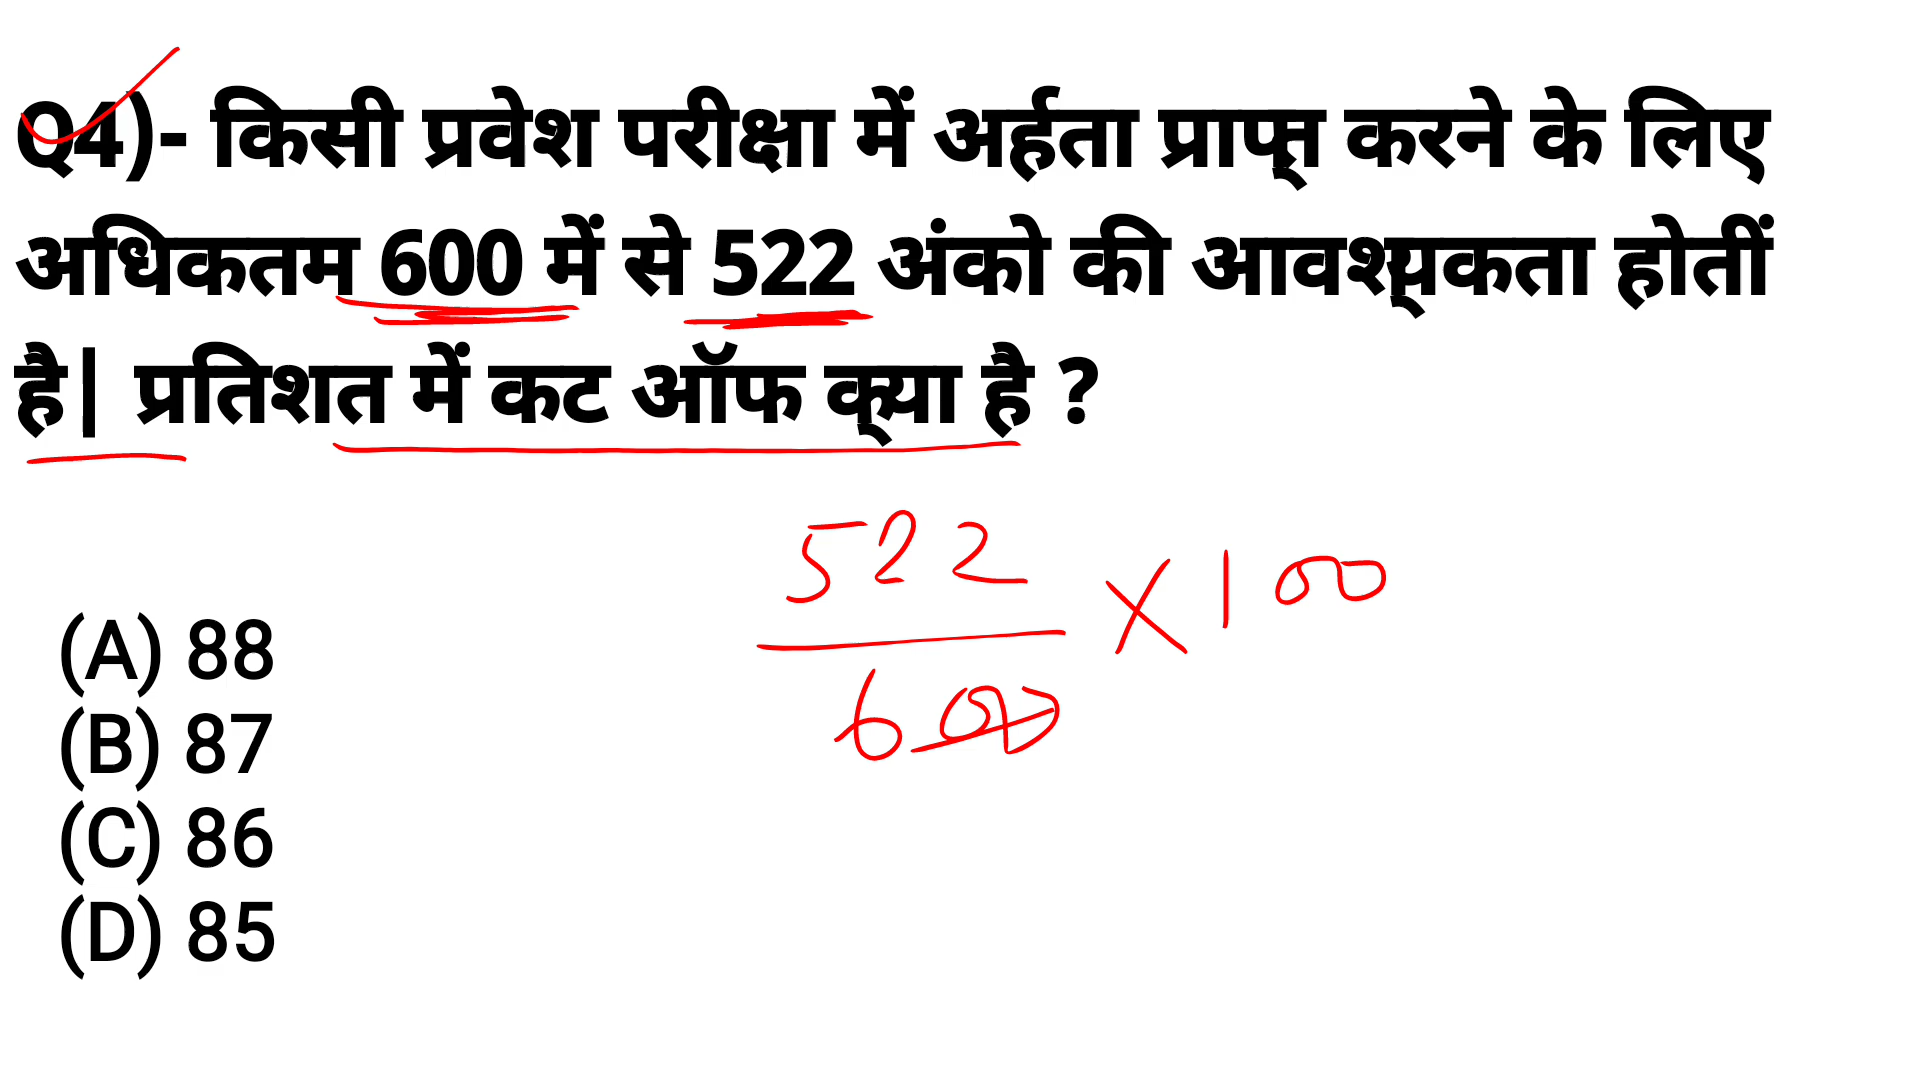 Q4)- किसी प्रवेश परीक्षा में अर्हता प्राप्त करने के लिए
अधिकतम 600 में से 522 अंको की आवश्यकता होतीं
है| प्रतिशत में कट ऑफ क्या है ?
522
× 100
600
(A) 88
(B) 87
(C) 86
(D) 85